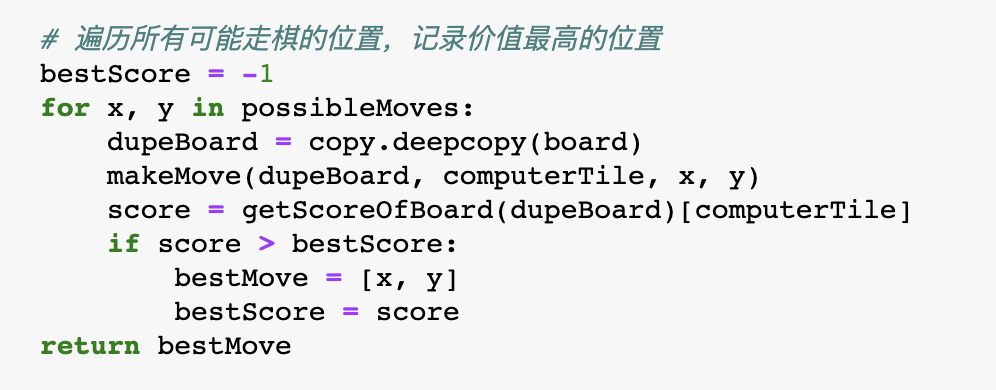 # 遍历所有可能走棋的位置, 记录价值最高的位置
bestScore = -1
for x, y in possibleMoves:
    dupeBoard = copy.deepcopy(board)
    makeMove(dupeBoard, computerTile, x, y)
    score = getScoreOfBoard(dupeBoard)[computerTile]
    if score > bestScore:
        bestMove = [x, y]
        bestScore = score
return bestMove